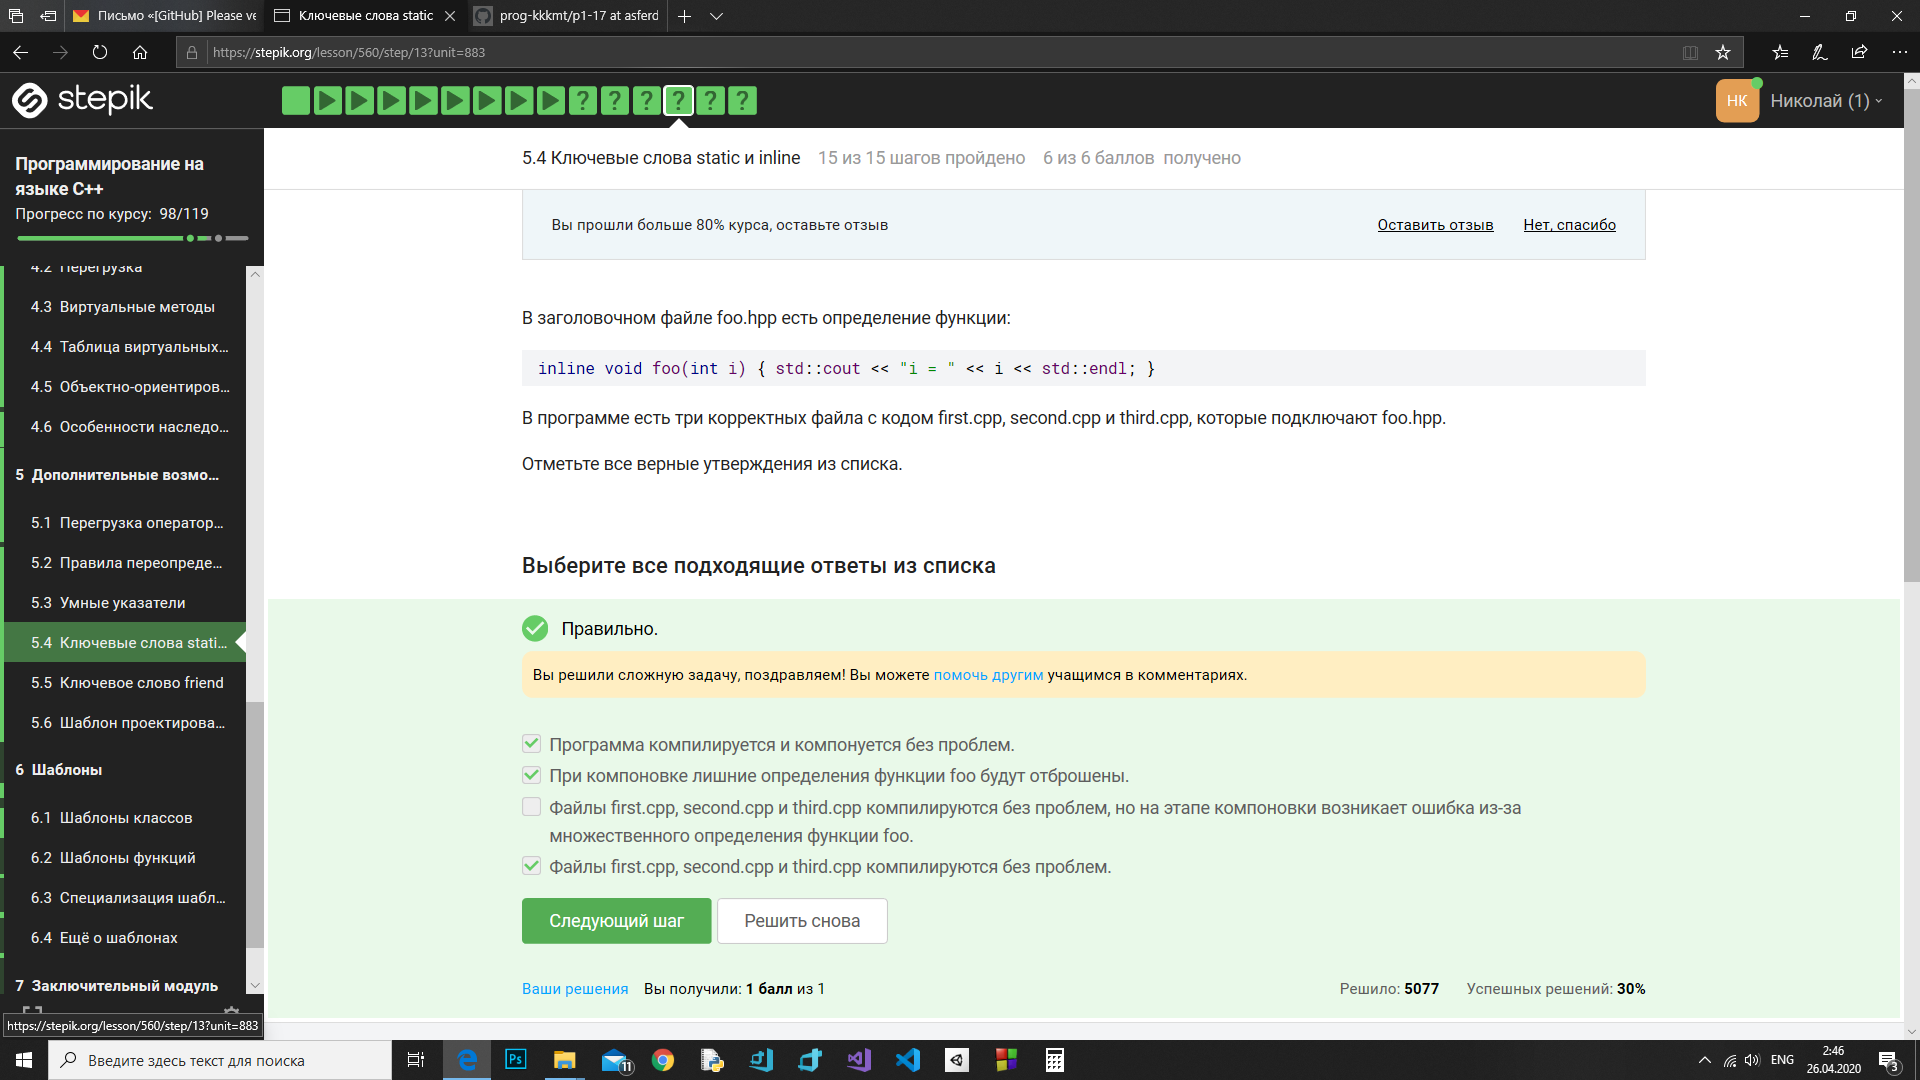 Письмо «[GitHub] Please ve
Ключевые слова static
prog-kkkmt/p1-17 at asferd
https://stepik.org/lesson/560/step/13?unit=883
stepik
? ? ? ? ? ?
НК
Николай (1)
Программирование на
языке C++
Прогресс по курсу: 98/119
5.4 Ключевые слова static и inline 15 из 15 шагов пройдено 6 из 6 баллов получено
Вы прошли больше 80% курса, оставьте отзыв
Оставить отзыв
Нет, спасибо
4.2 Перегрузка
4.3 Виртуальные методы
4.4 Таблица виртуальных...
4.5 Объектно-ориентиров...
4.6 Особенности наследо...
5 Дополнительные возмо...
5.1 Перегрузка оператор...
5.2 Правила переопреде...
5.3 Умные указатели
5.4 Ключевые слова stati...
5.5 Ключевое слово friend
5.6 Шаблон проектирова...
6 Шаблоны
6.1 Шаблоны классов
6.2 Шаблоны функций
6.3 Специализация шабл...
6.4 Ещё о шаблонах
7 Заключительный модуль
В заголовочном файле foo.hpp есть определение функции:
inline void foo(int i) { std::cout << "i = " << i << std::endl; }
В программе есть три корректных файла с кодом first.cpp, second.cpp и third.cpp, которые подключают foo.hpp.
Отметьте все верные утверждения из списка.
Выберите все подходящие ответы из списка
Правильно.
Вы решили сложную задачу, поздравляем! Вы можете помочь другим учащимся в комментариях.
Программа компилируется и компонуется без проблем.
При компоновке лишние определения функции foo будут отброшены.
Файлы first.cpp, second.cpp и third.cpp компилируются без проблем, но на этапе компоновки возникает ошибка из-за
множественного определения функции foo.
Файлы first.cpp, second.cpp и third.cpp компилируются без проблем.
Следующий шаг
Решить снова
Ваши решения Вы получили: 1 балл из 1
Решило: 5077 Успешных решений: 30%
https://stepik.org/lesson/560/step/13?unit=883
Введите здесь текст для поиска
Ps
11
ENG
2:46
26.04.2020
3